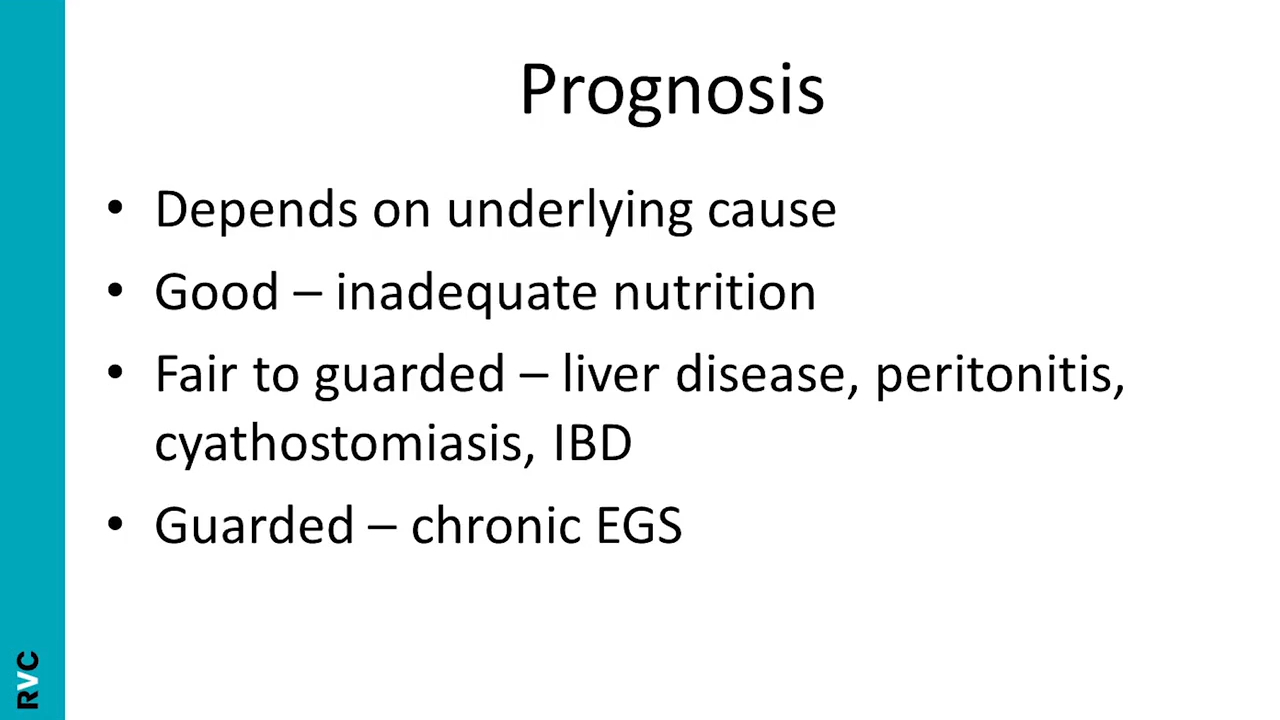 Prognosis
• Depends on underlying cause
• Good – inadequate nutrition
• Fair to guarded – liver disease, peritonitis,
cyathostomiasis, IBD
• Guarded – chronic EGS
RVC